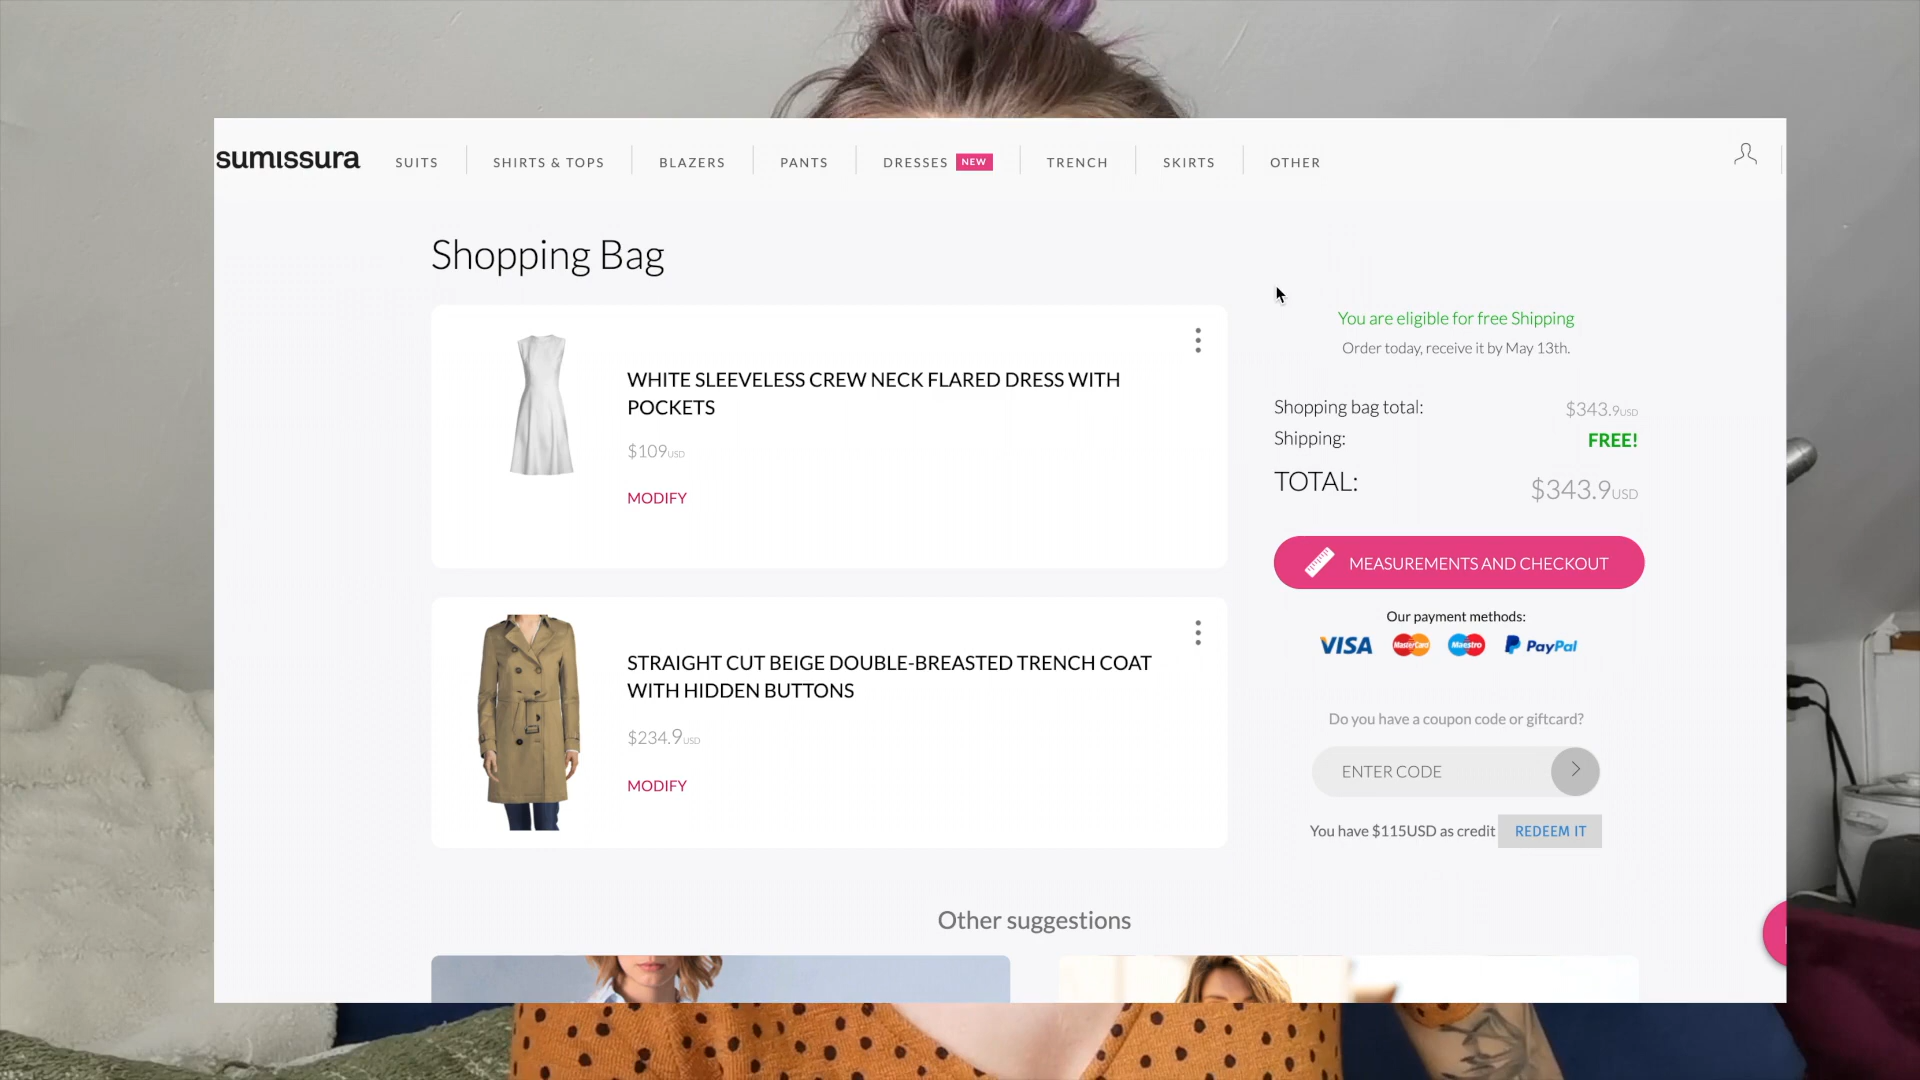 sumissura
SUITS
SHIRTS & TOPS
BLAZERS
PANTS
DRESSES NEW
TRENCH
SKIRTS
OTHER
Shopping Bag
WHITE SLEEVELESS CREW NECK FLARED DRESS WITH
POCKETS
$109USD
MODIFY
STRAIGHT CUT BEIGE DOUBLE-BREASTED TRENCH COAT
WITH HIDDEN BUTTONS
$234.9USD
MODIFY
You are eligible for free Shipping
Order today, receive it by May 13th.
Shopping bag total: $343.9USD
Shipping: FREE!
TOTAL: $343.9USD
MEASUREMENTS AND CHECKOUT
Our payment methods:
VISA MasterCard Maestro PayPal
Do you have a coupon code or giftcard?
ENTER CODE
You have $115USD as credit REDEEM IT
Other suggestions